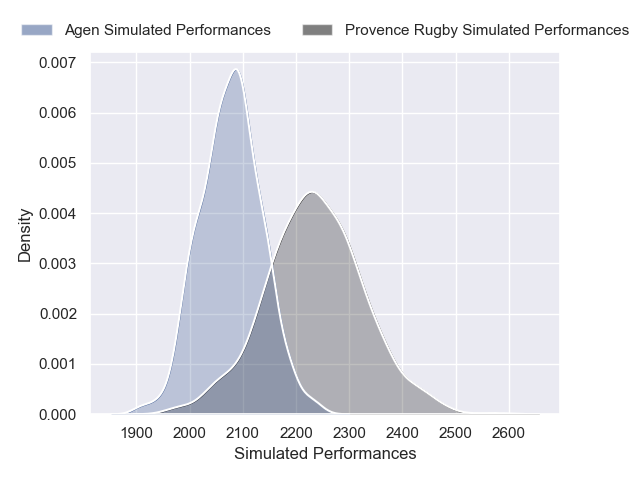 Agen Simulated Performances Provence Rugby Simulated Performances
0.007
0.006
0.005
0.004
0.003
0.002
0.001
0.000
Density
1900 2000 2100 2200 2300 2400 2500 2600
Simulated Performances